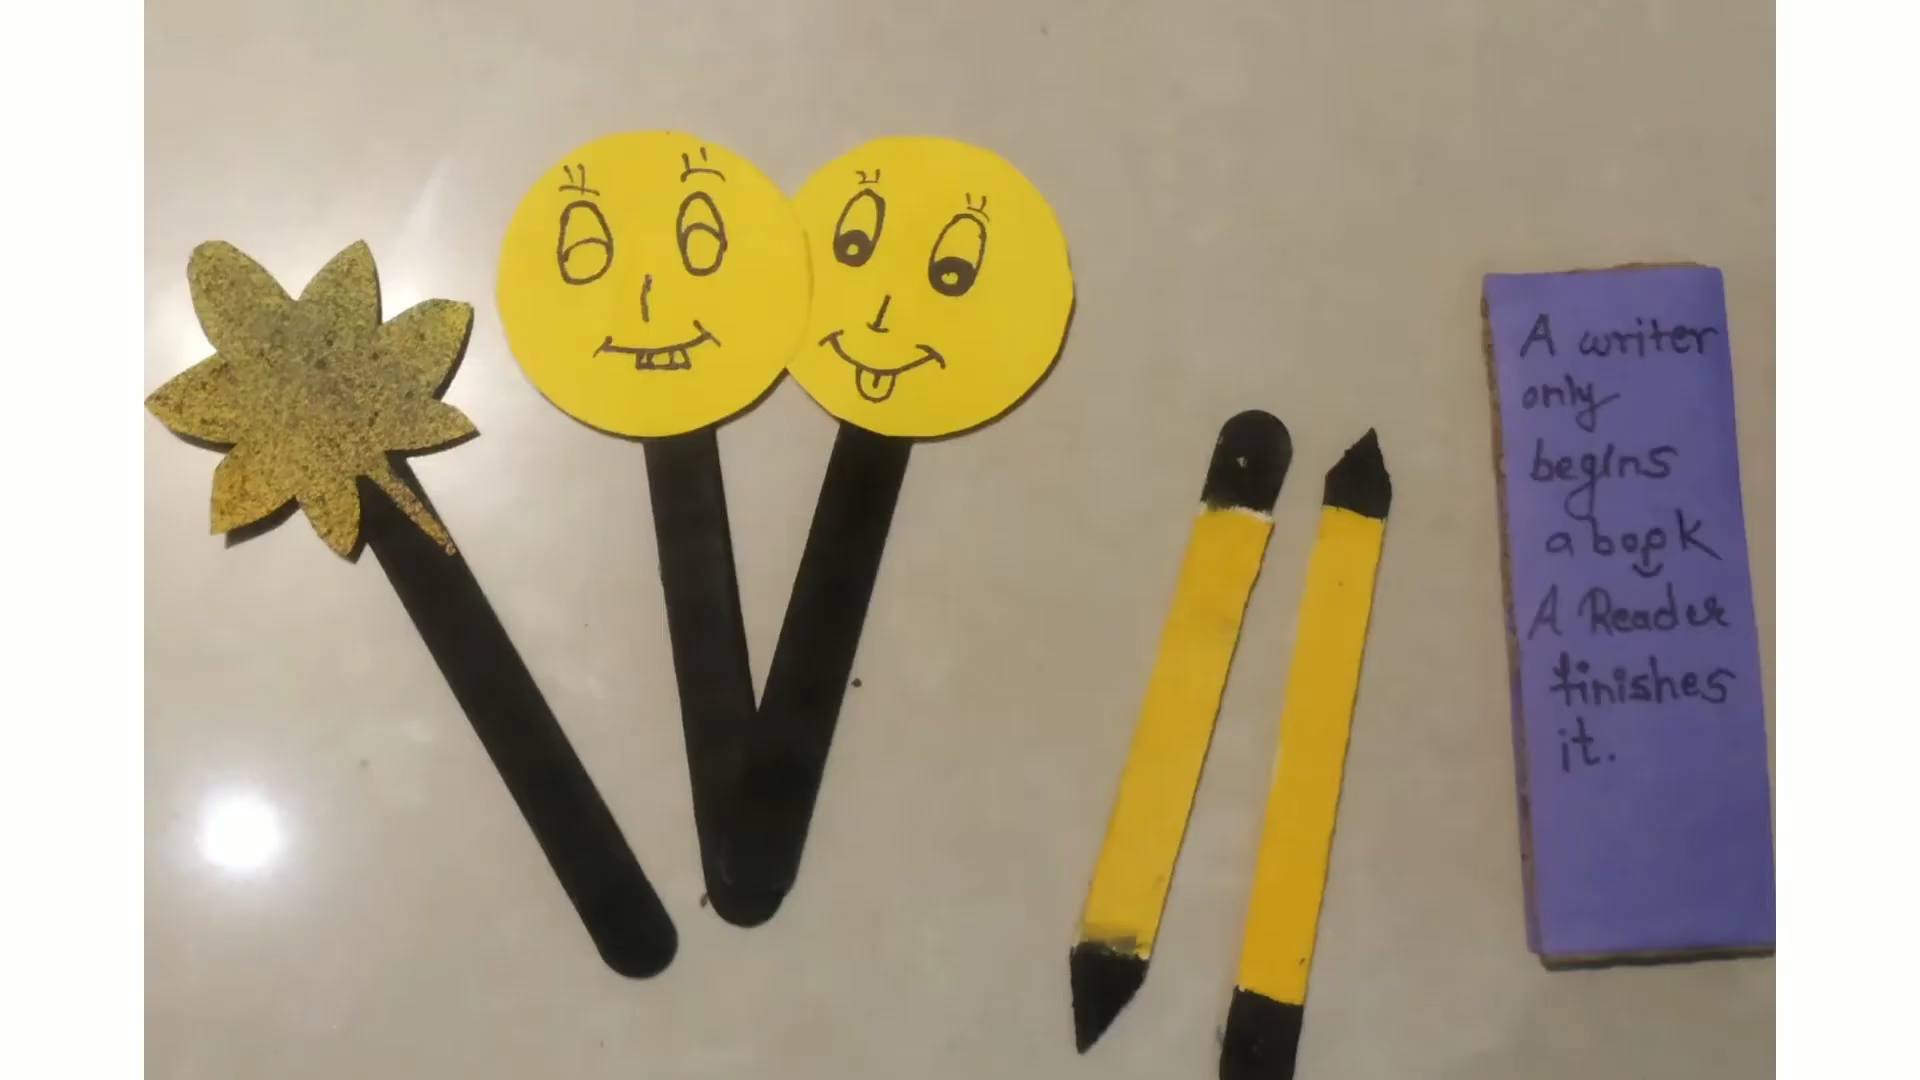 A writer
only
begins
a book
A Reader
finishes
it.